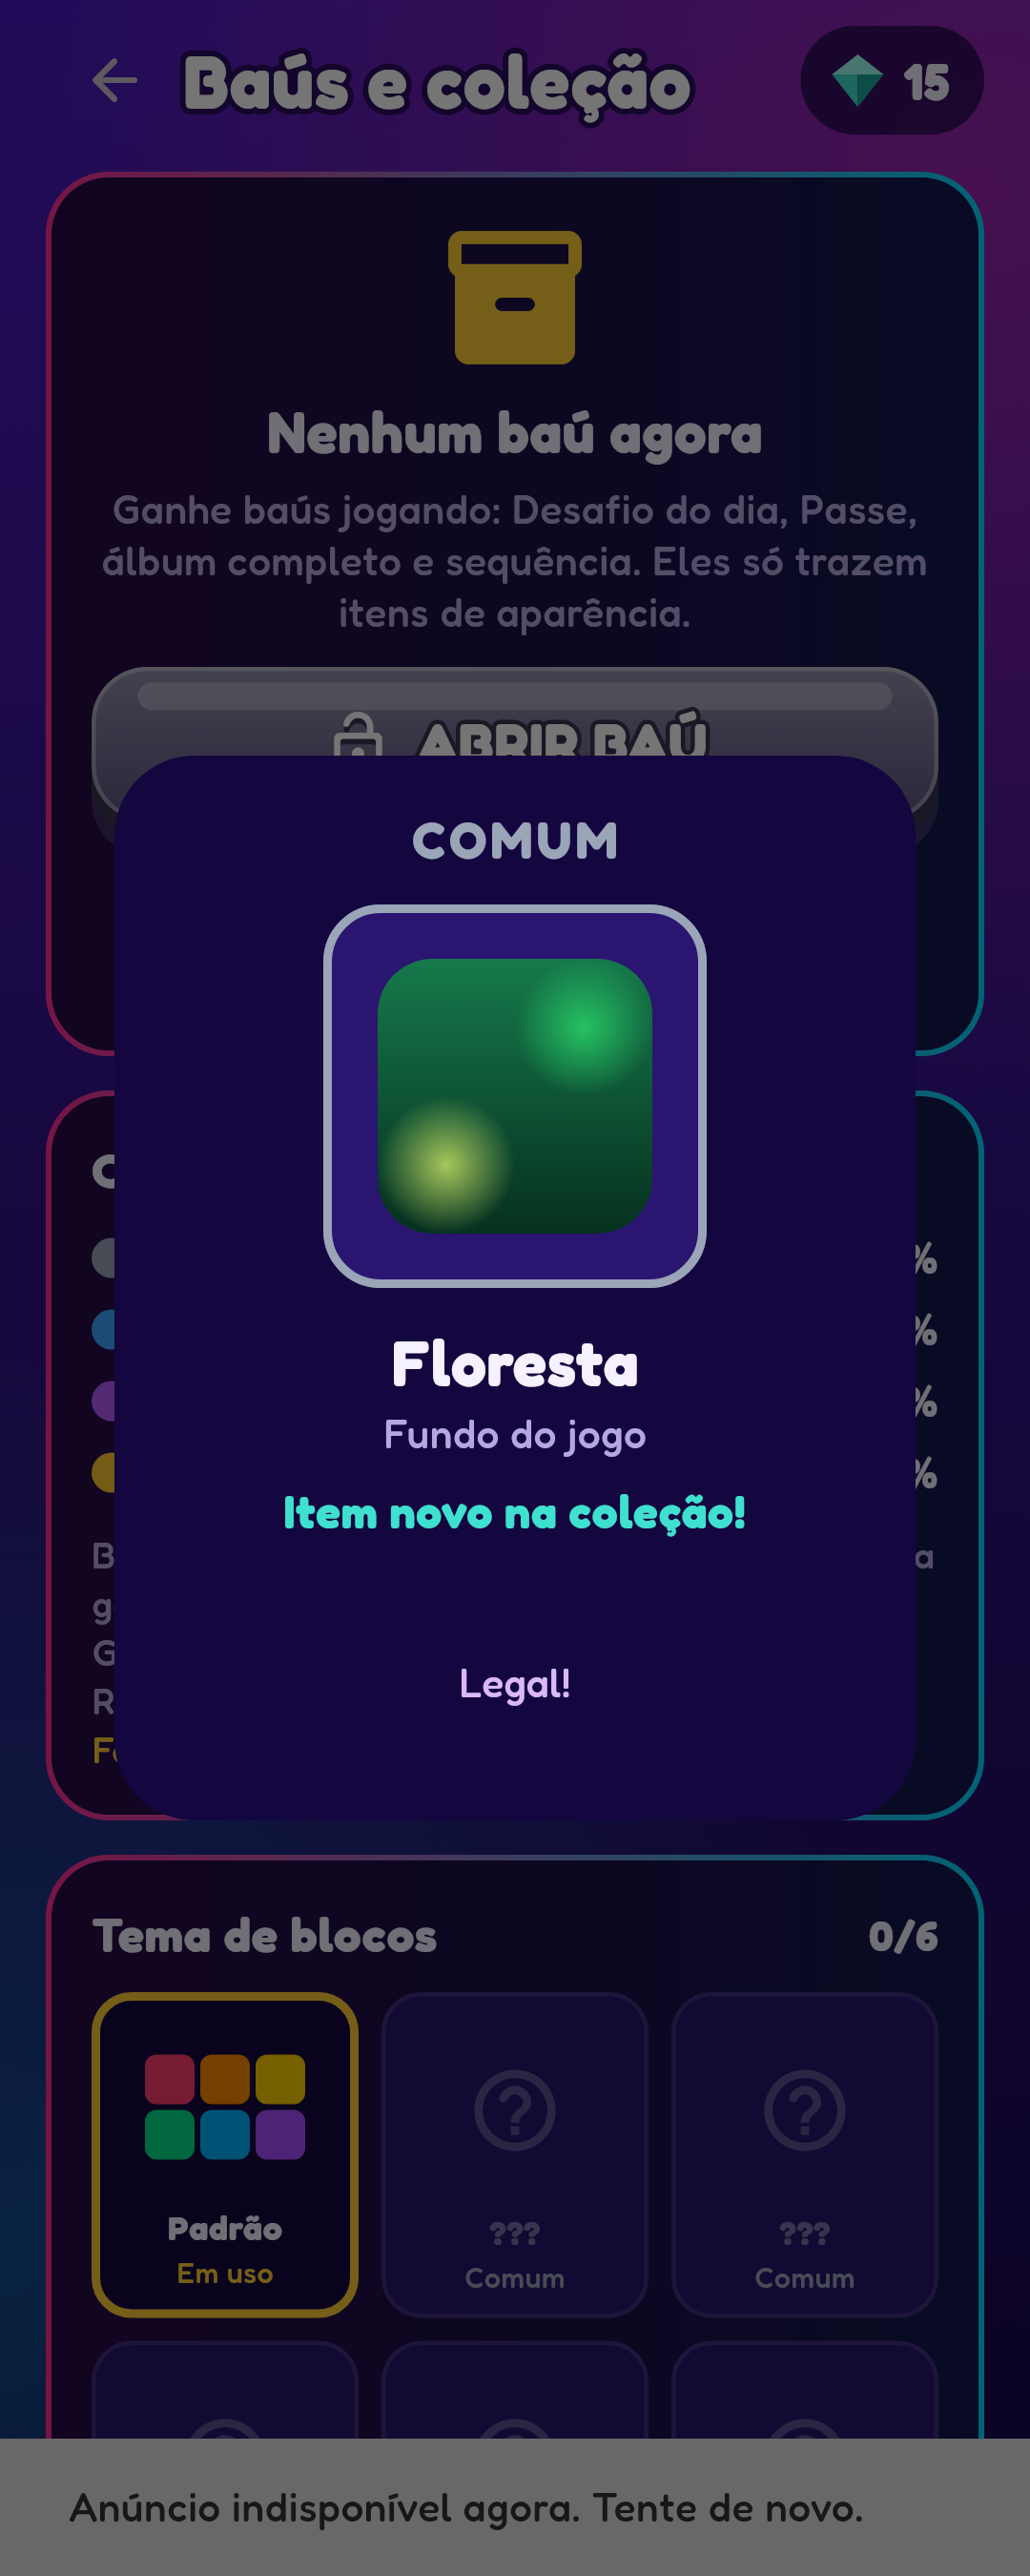 Baús e coleção
15
Nenhum baú agora
Ganhe baús jogando: Desafio do dia, Passe,
álbum completo e sequência. Eles só trazem
itens de aparência.
ABRIR BAÚ
COMUM
Floresta
Fundo do jogo
Item novo na coleção!
Legal!
%
%
%
%
Tema de blocos
0/6
Padrão
Em uso
???
Comum
???
Comum
Anúncio indisponível agora. Tente de novo.